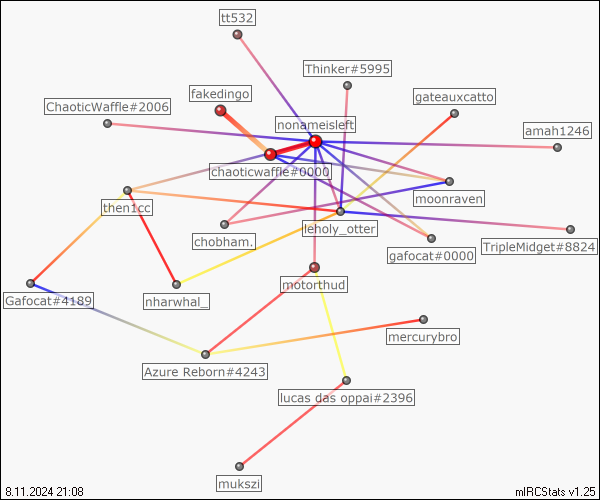 tt532
Thinker#5995
fakedingo
gateauxcatto
ChaoticWaffle#2006
nonameisleft
amah1246
chaoticwaffle#0000
moonraven
then1cc
leholy_otter
chobham.
TripleMidget#8824
gafocat#0000
motorthud
Gafocat#4189
nharwhal_
mercurybro
Azure Reborn#4243
lucas das oppai#2396
mukszi
8.11.2024 21:08
mIRCStats v1.25